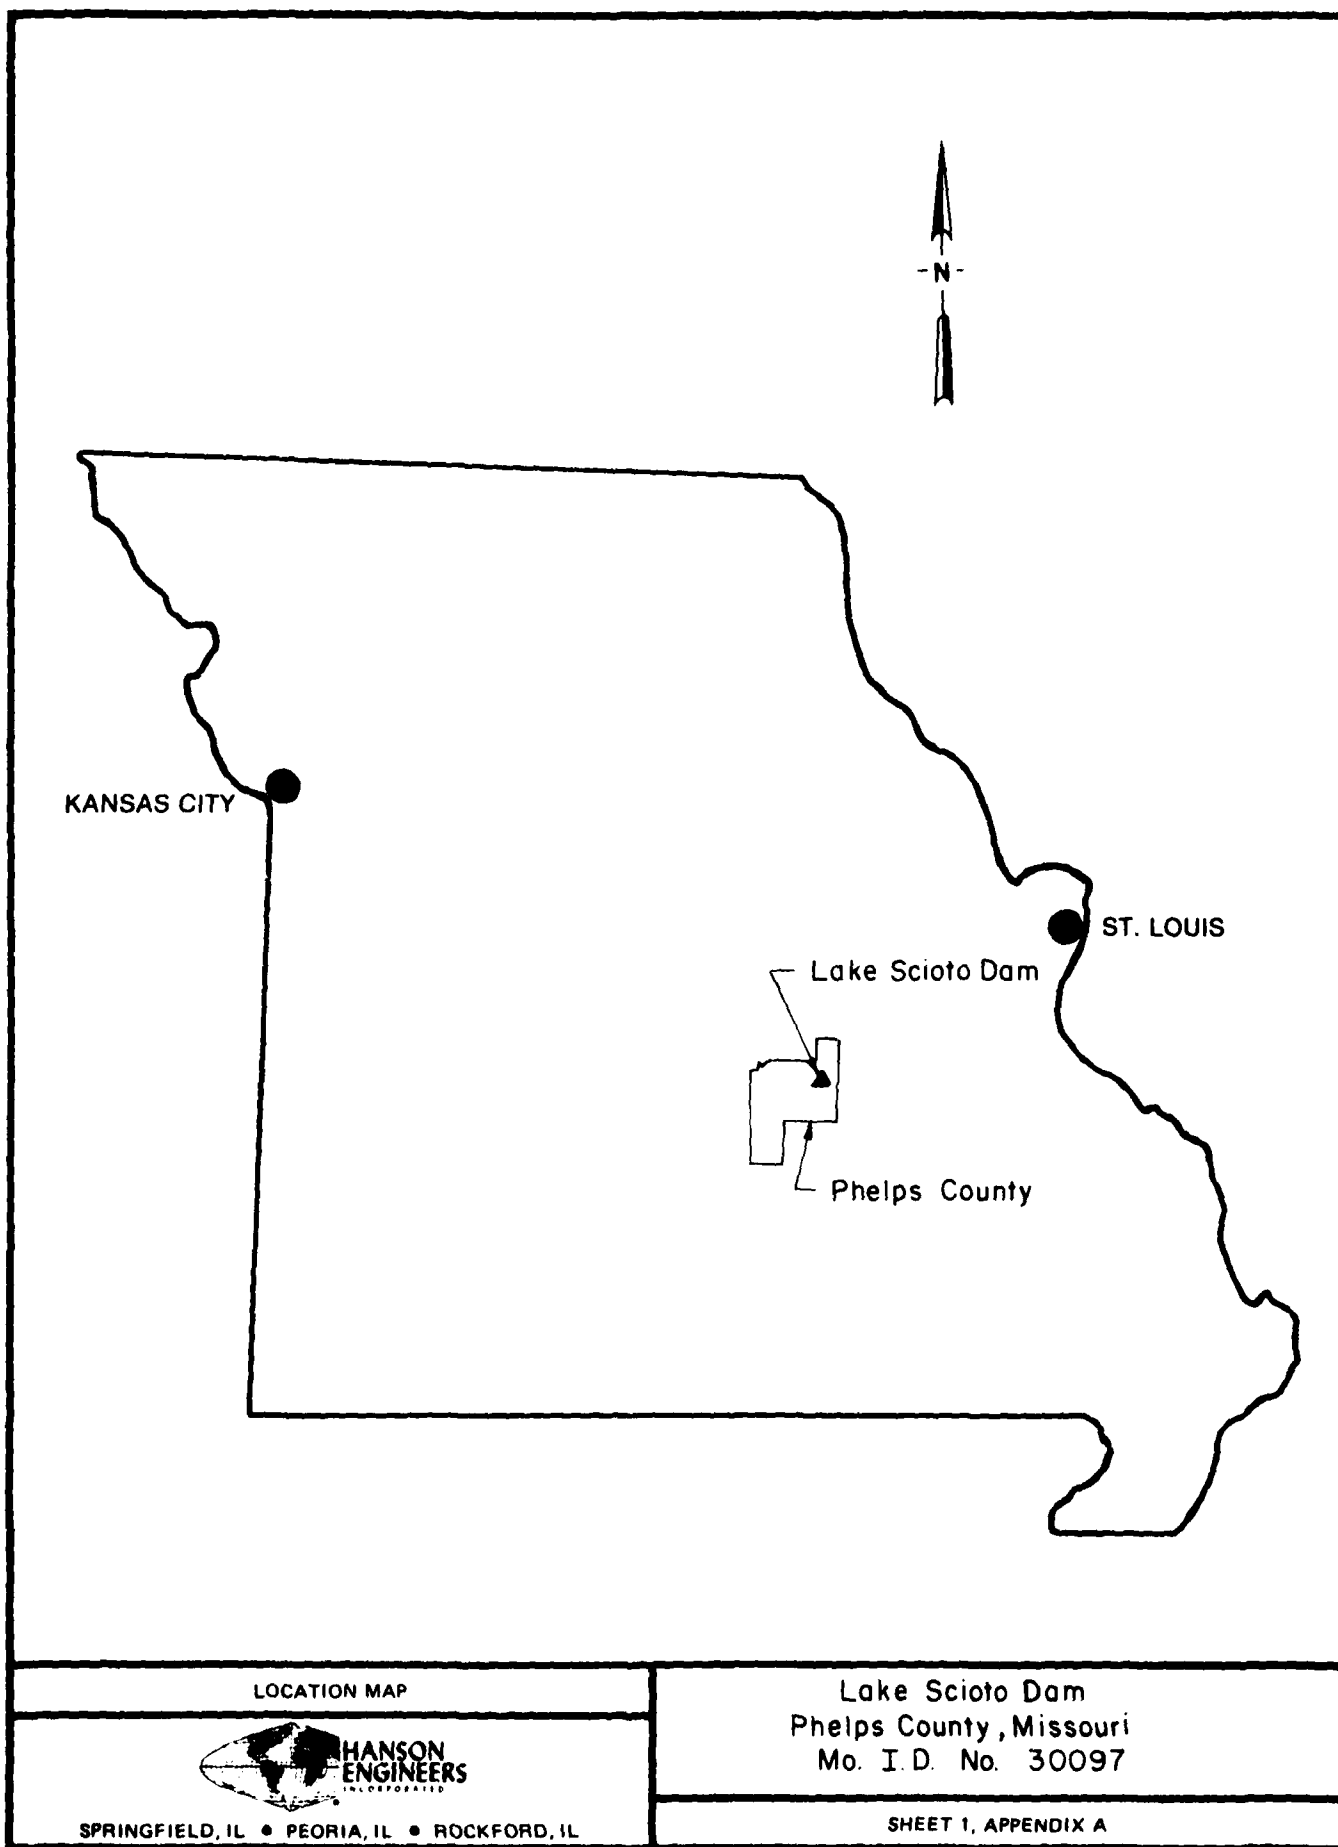 -N-
KANSAS CITY
ST. LOUIS
Lake Scioto Dam
Phelps County
LOCATION MAP
HANSON
ENGINEERS
INCORPORATED
SPRINGFIELD, IL • PEORIA, IL • ROCKFORD, IL
Lake Scioto Dam
Phelps County, Missouri
Mo. I.D. No. 30097
SHEET 1, APPENDIX A